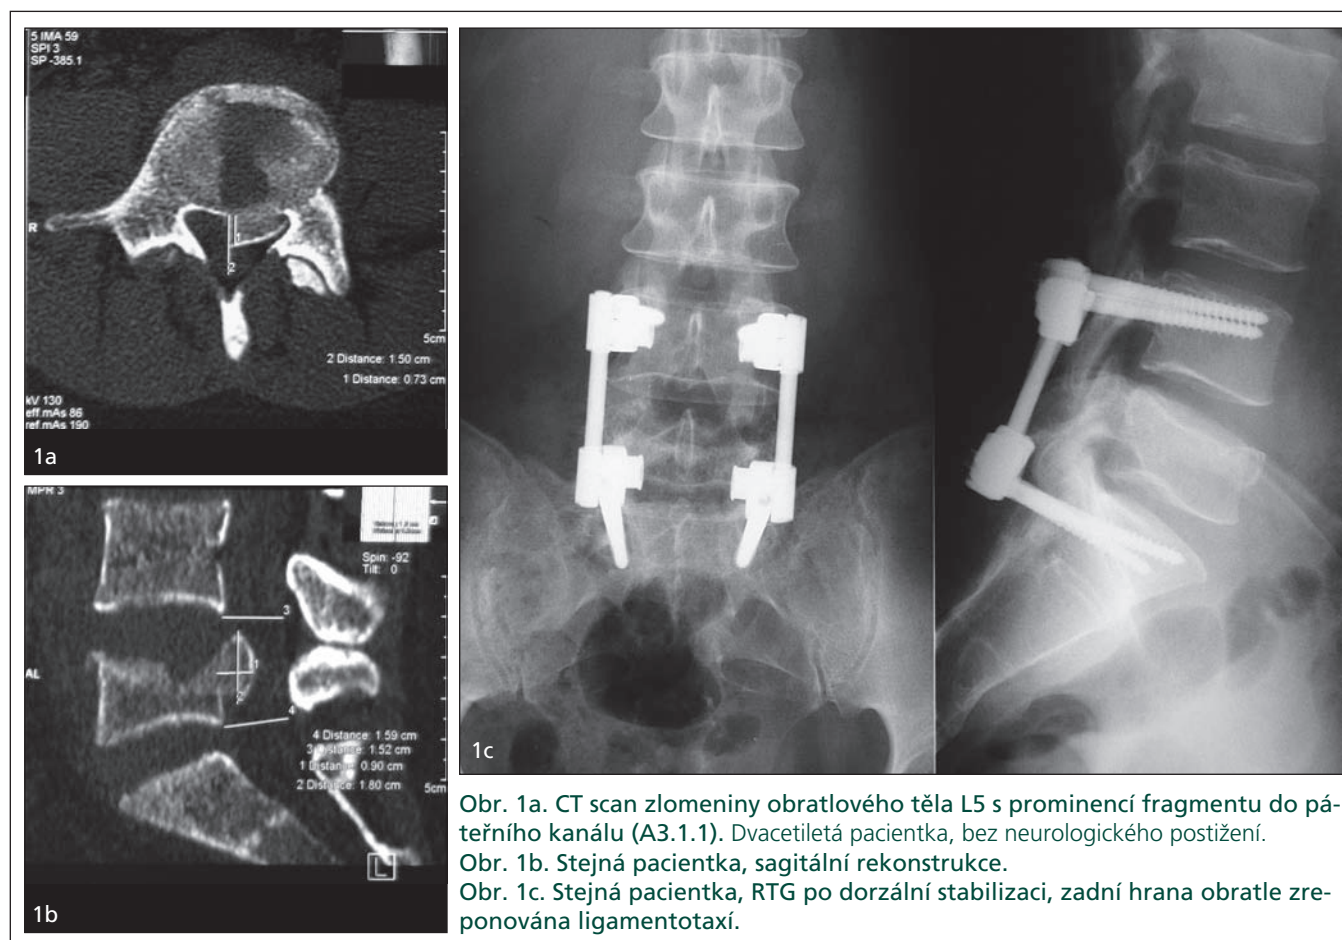 5 IMA 59
SPI 3
SP -385.1
R
1
2
5cm
2 Distance: 1.50 cm
1 Distance: 0.73 cm
kV 130
eff.mAs 86
ref.mAs 190
1a
MPR 3
Spin: -92
Tilt: 0
3
AL
1
2
4
4 Distance: 1.59 cm
3 Distance: 1.52 cm
1 Distance: 0.90 cm
2 Distance: 1.80 cm
5cm
L
1b
1c
Obr. 1a. CT scan zlomeniny obratlového těla L5 s prominencí fragmentu do pá-
teřního kanálu (A3.1.1). Dvacetiletá pacientka, bez neurologického postižení.
Obr. 1b. Stejná pacientka, sagitální rekonstrukce.
Obr. 1c. Stejná pacientka, RTG po dorzální stabilizaci, zadní hrana obratle zre-
ponována ligamentotaxí.